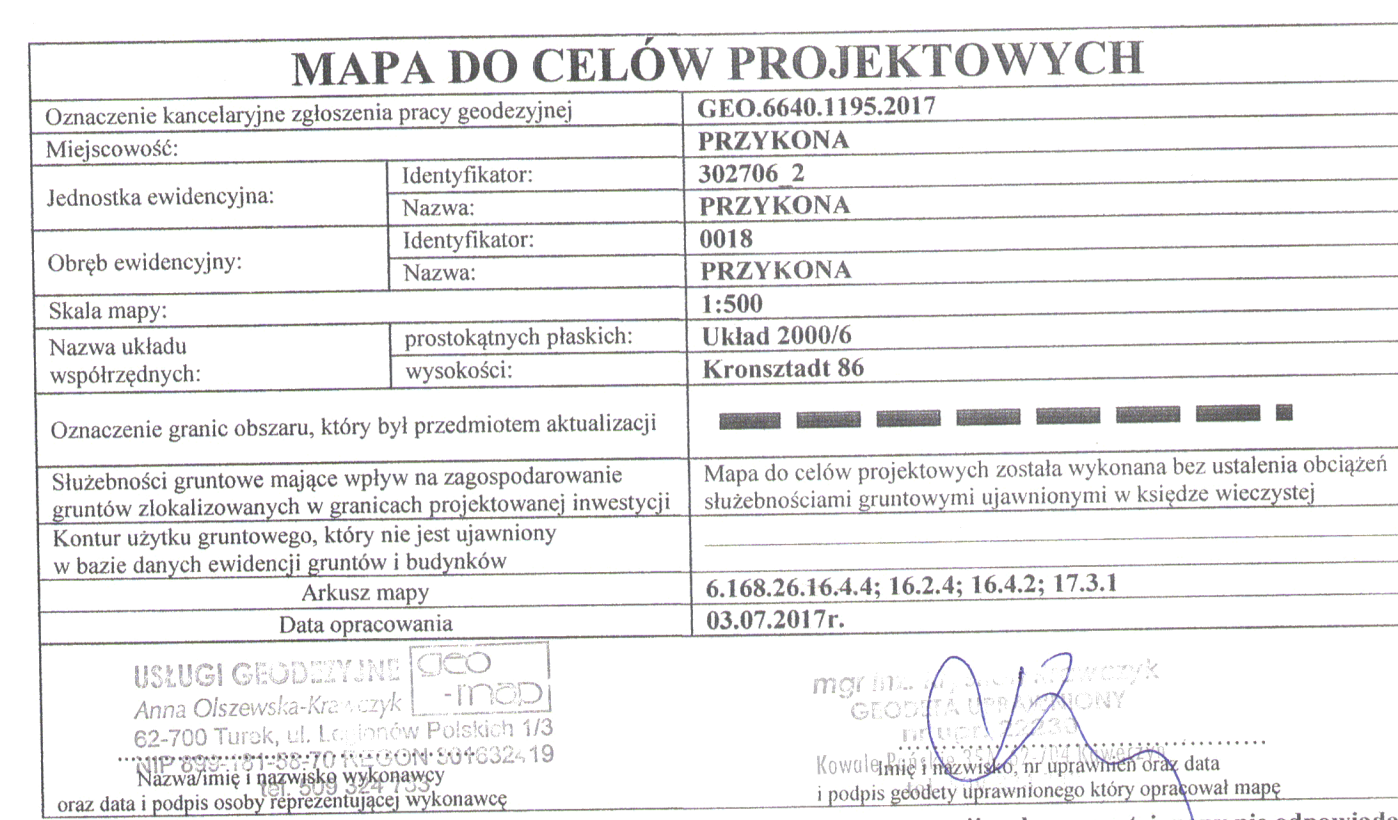 MAPA DO CELÓW PROJEKTOWYCH
Oznaczenie kancelaryjne zgłoszenia pracy geodezyjnej GEO.6640.1195.2017
Miejscowość: PRZYKONA
Jednostka ewidencyjna: Identyfikator: 302706_2
Nazwa: PRZYKONA
Obręb ewidencyjny: Identyfikator: 0018
Nazwa: PRZYKONA
Skala mapy: 1:500
Nazwa układu współrzędnych: prostokątnych płaskich: Układ 2000/6
wysokości: Kronsztadt 86
Oznaczenie granic obszaru, który był przedmiotem aktualizacji
Służebności gruntowe mające wpływ na zagospodarowanie
gruntów zlokalizowanych w granicach projektowanej inwestycji
Mapa do celów projektowych została wykonana bez ustalenia obciążeń
służebnościami gruntowymi ujawnionymi w księdze wieczystej
Kontur użytku gruntowego, który nie jest ujawniony
w bazie danych ewidencji gruntów i budynków
Arkusz mapy 6.168.26.16.4.4; 16.2.4; 16.4.2; 17.3.1
Data opracowania 03.07.2017r.
USŁUGI GEODEZYJNE
geo
-map
Anna Olszewska-Krawczyk
62-700 Turek, ul. Legionów Polskich 1/3
NIP REGON
tel. 509 324 733
Nazwa/imię i nazwisko wykonawcy
oraz data i podpis osoby reprezentującej wykonawcę
mgr
GEODETA UPRAWNIONY
nr upr.
Kowale Pańskie
Imię i nazwisko, nr uprawnień oraz data
i podpis geodety uprawnionego który opracował mapę